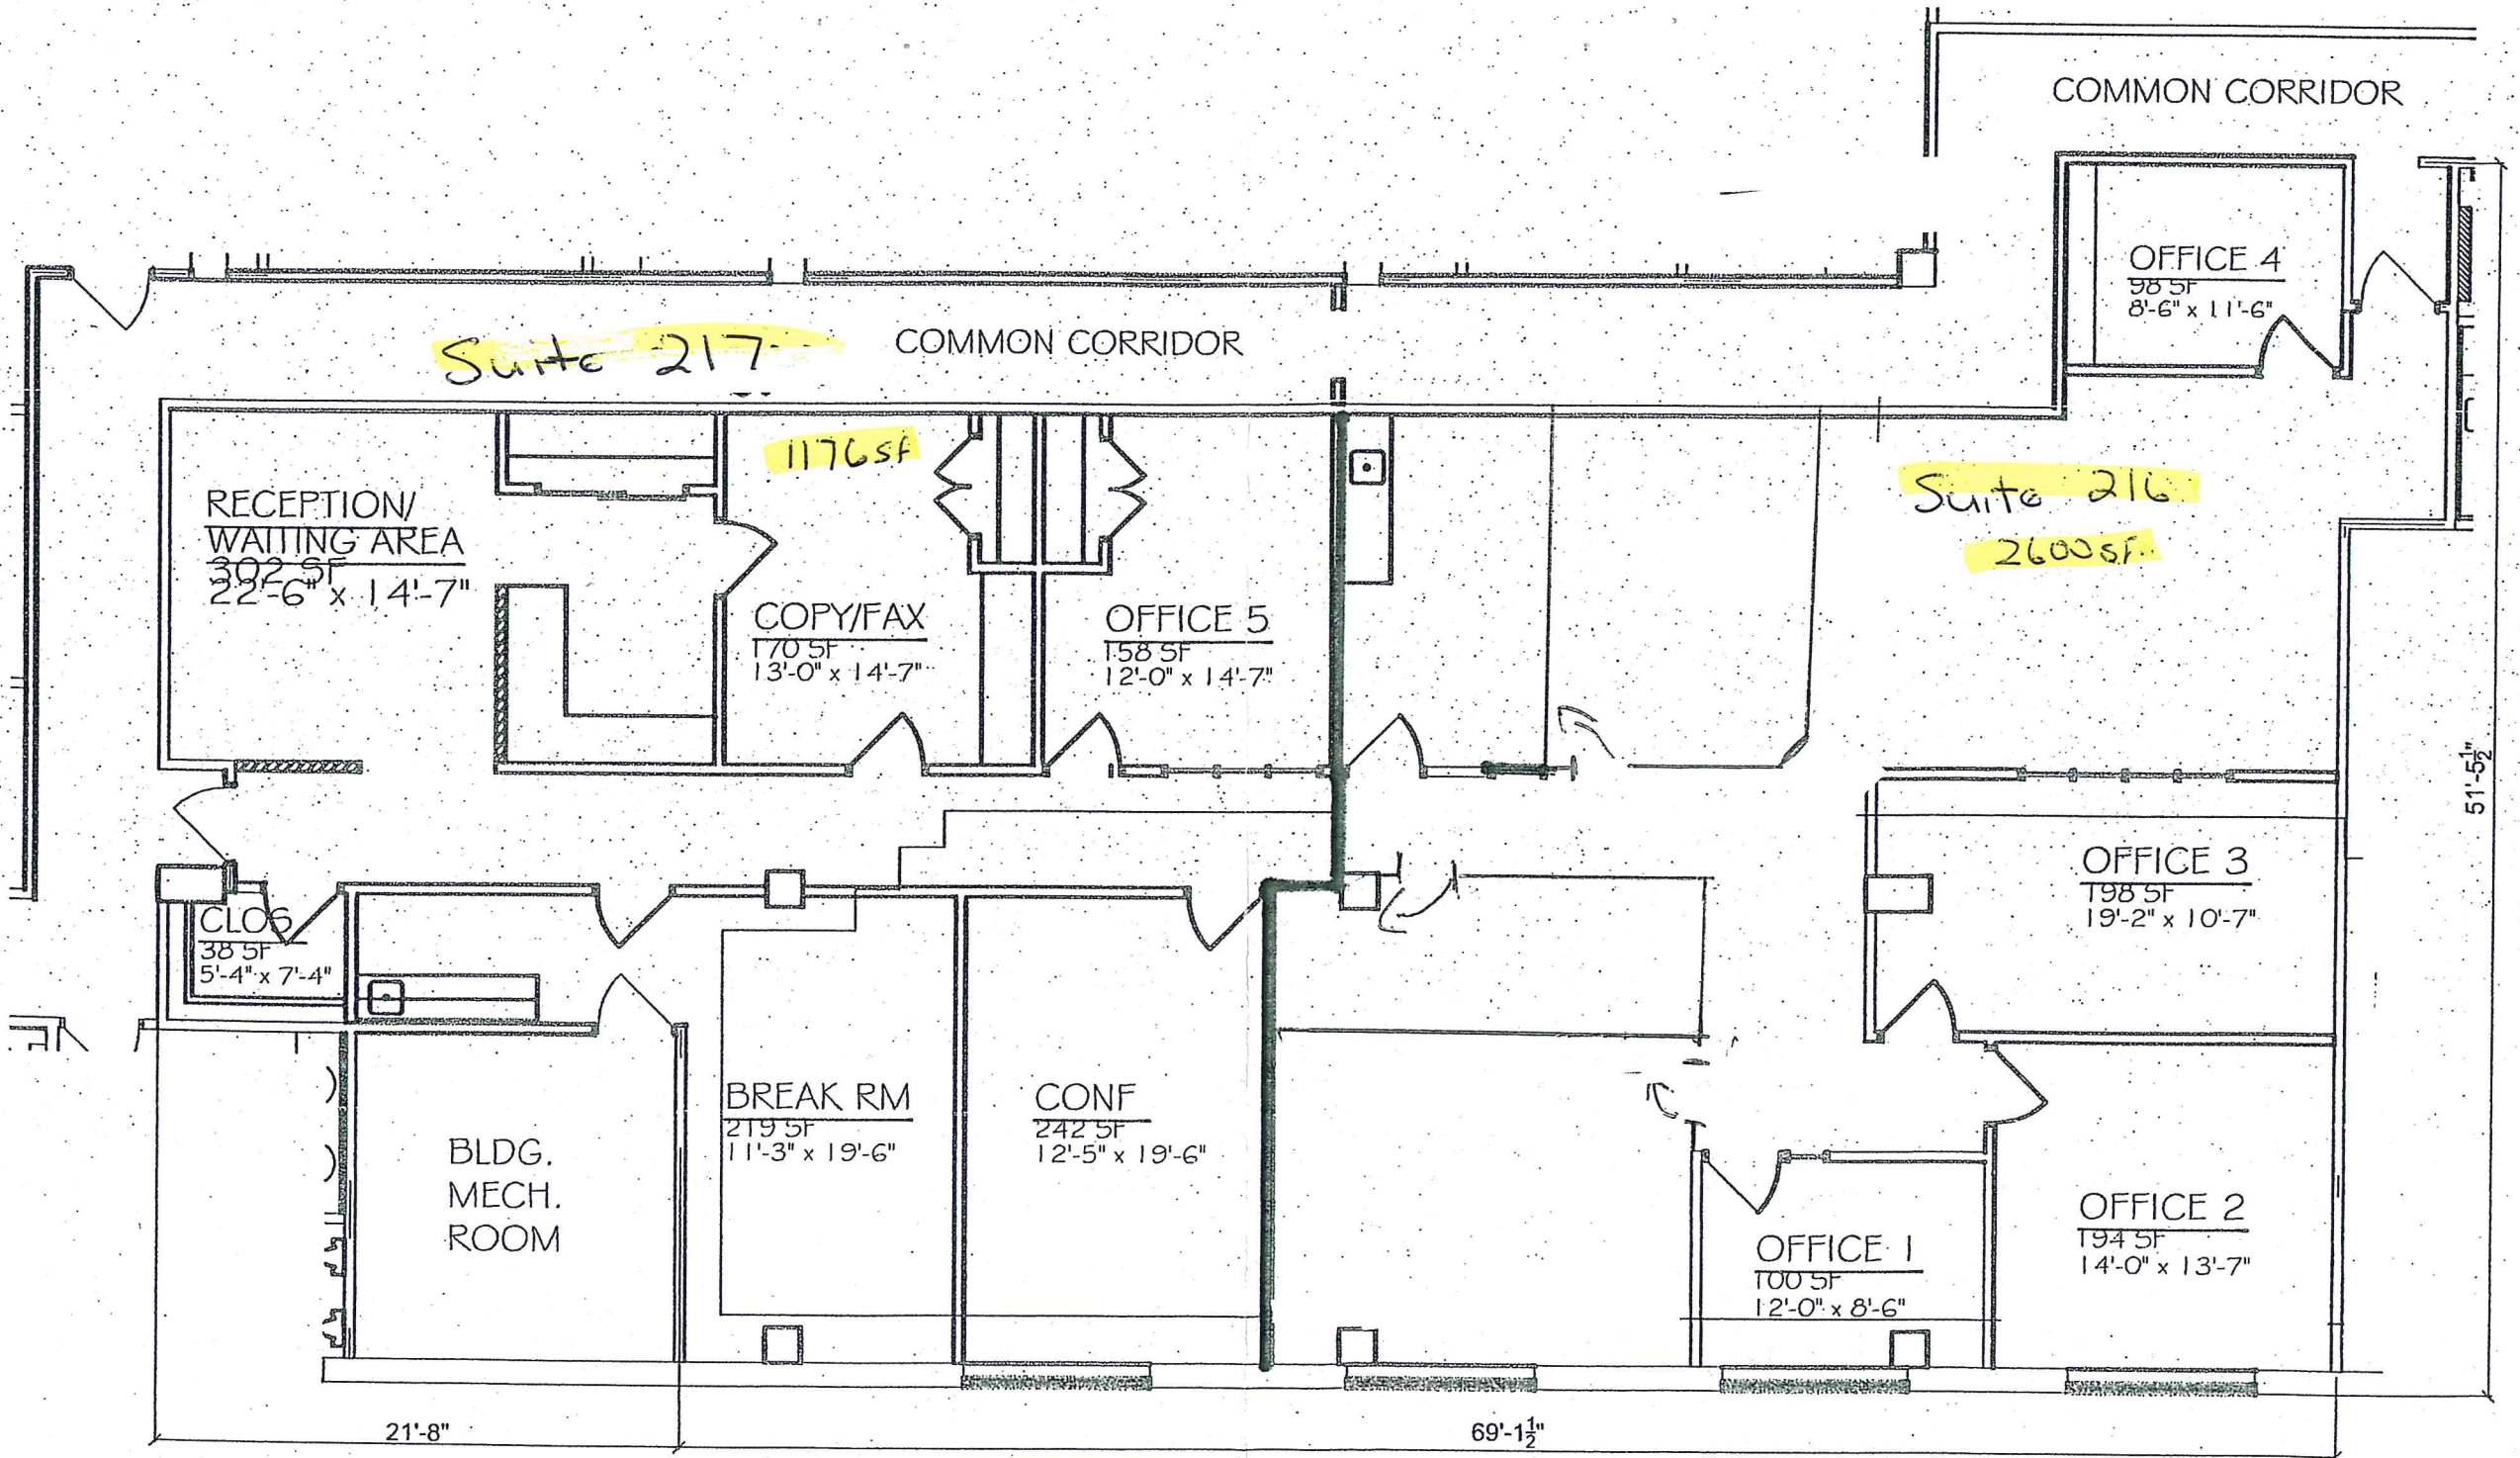 COMMON CORRIDOR
OFFICE 4
98 SF
8'-6" x 11'-6"
Suite 217
COMMON CORRIDOR
1176 SF
Suite 216
2600 SF.
RECEPTION/
WAITING AREA
302 SF
22'-6" x 14'-7"
COPY/FAX
170 SF
13'-0" x 14'-7"
OFFICE 5
158 SF
12'-0" x 14'-7"
51'-5½"
OFFICE 3
198 SF
19'-2" x 10'-7"
CLOS
38 SF
5'-4" x 7'-4"
BREAK RM
219 SF
11'-3" x 19'-6"
CONF
242 SF
12'-5" x 19'-6"
BLDG.
MECH.
ROOM
OFFICE 1
100 SF
12'-0" x 8'-6"
OFFICE 2
194 SF
14'-0" x 13'-7"
21'-8"
69'-1½"